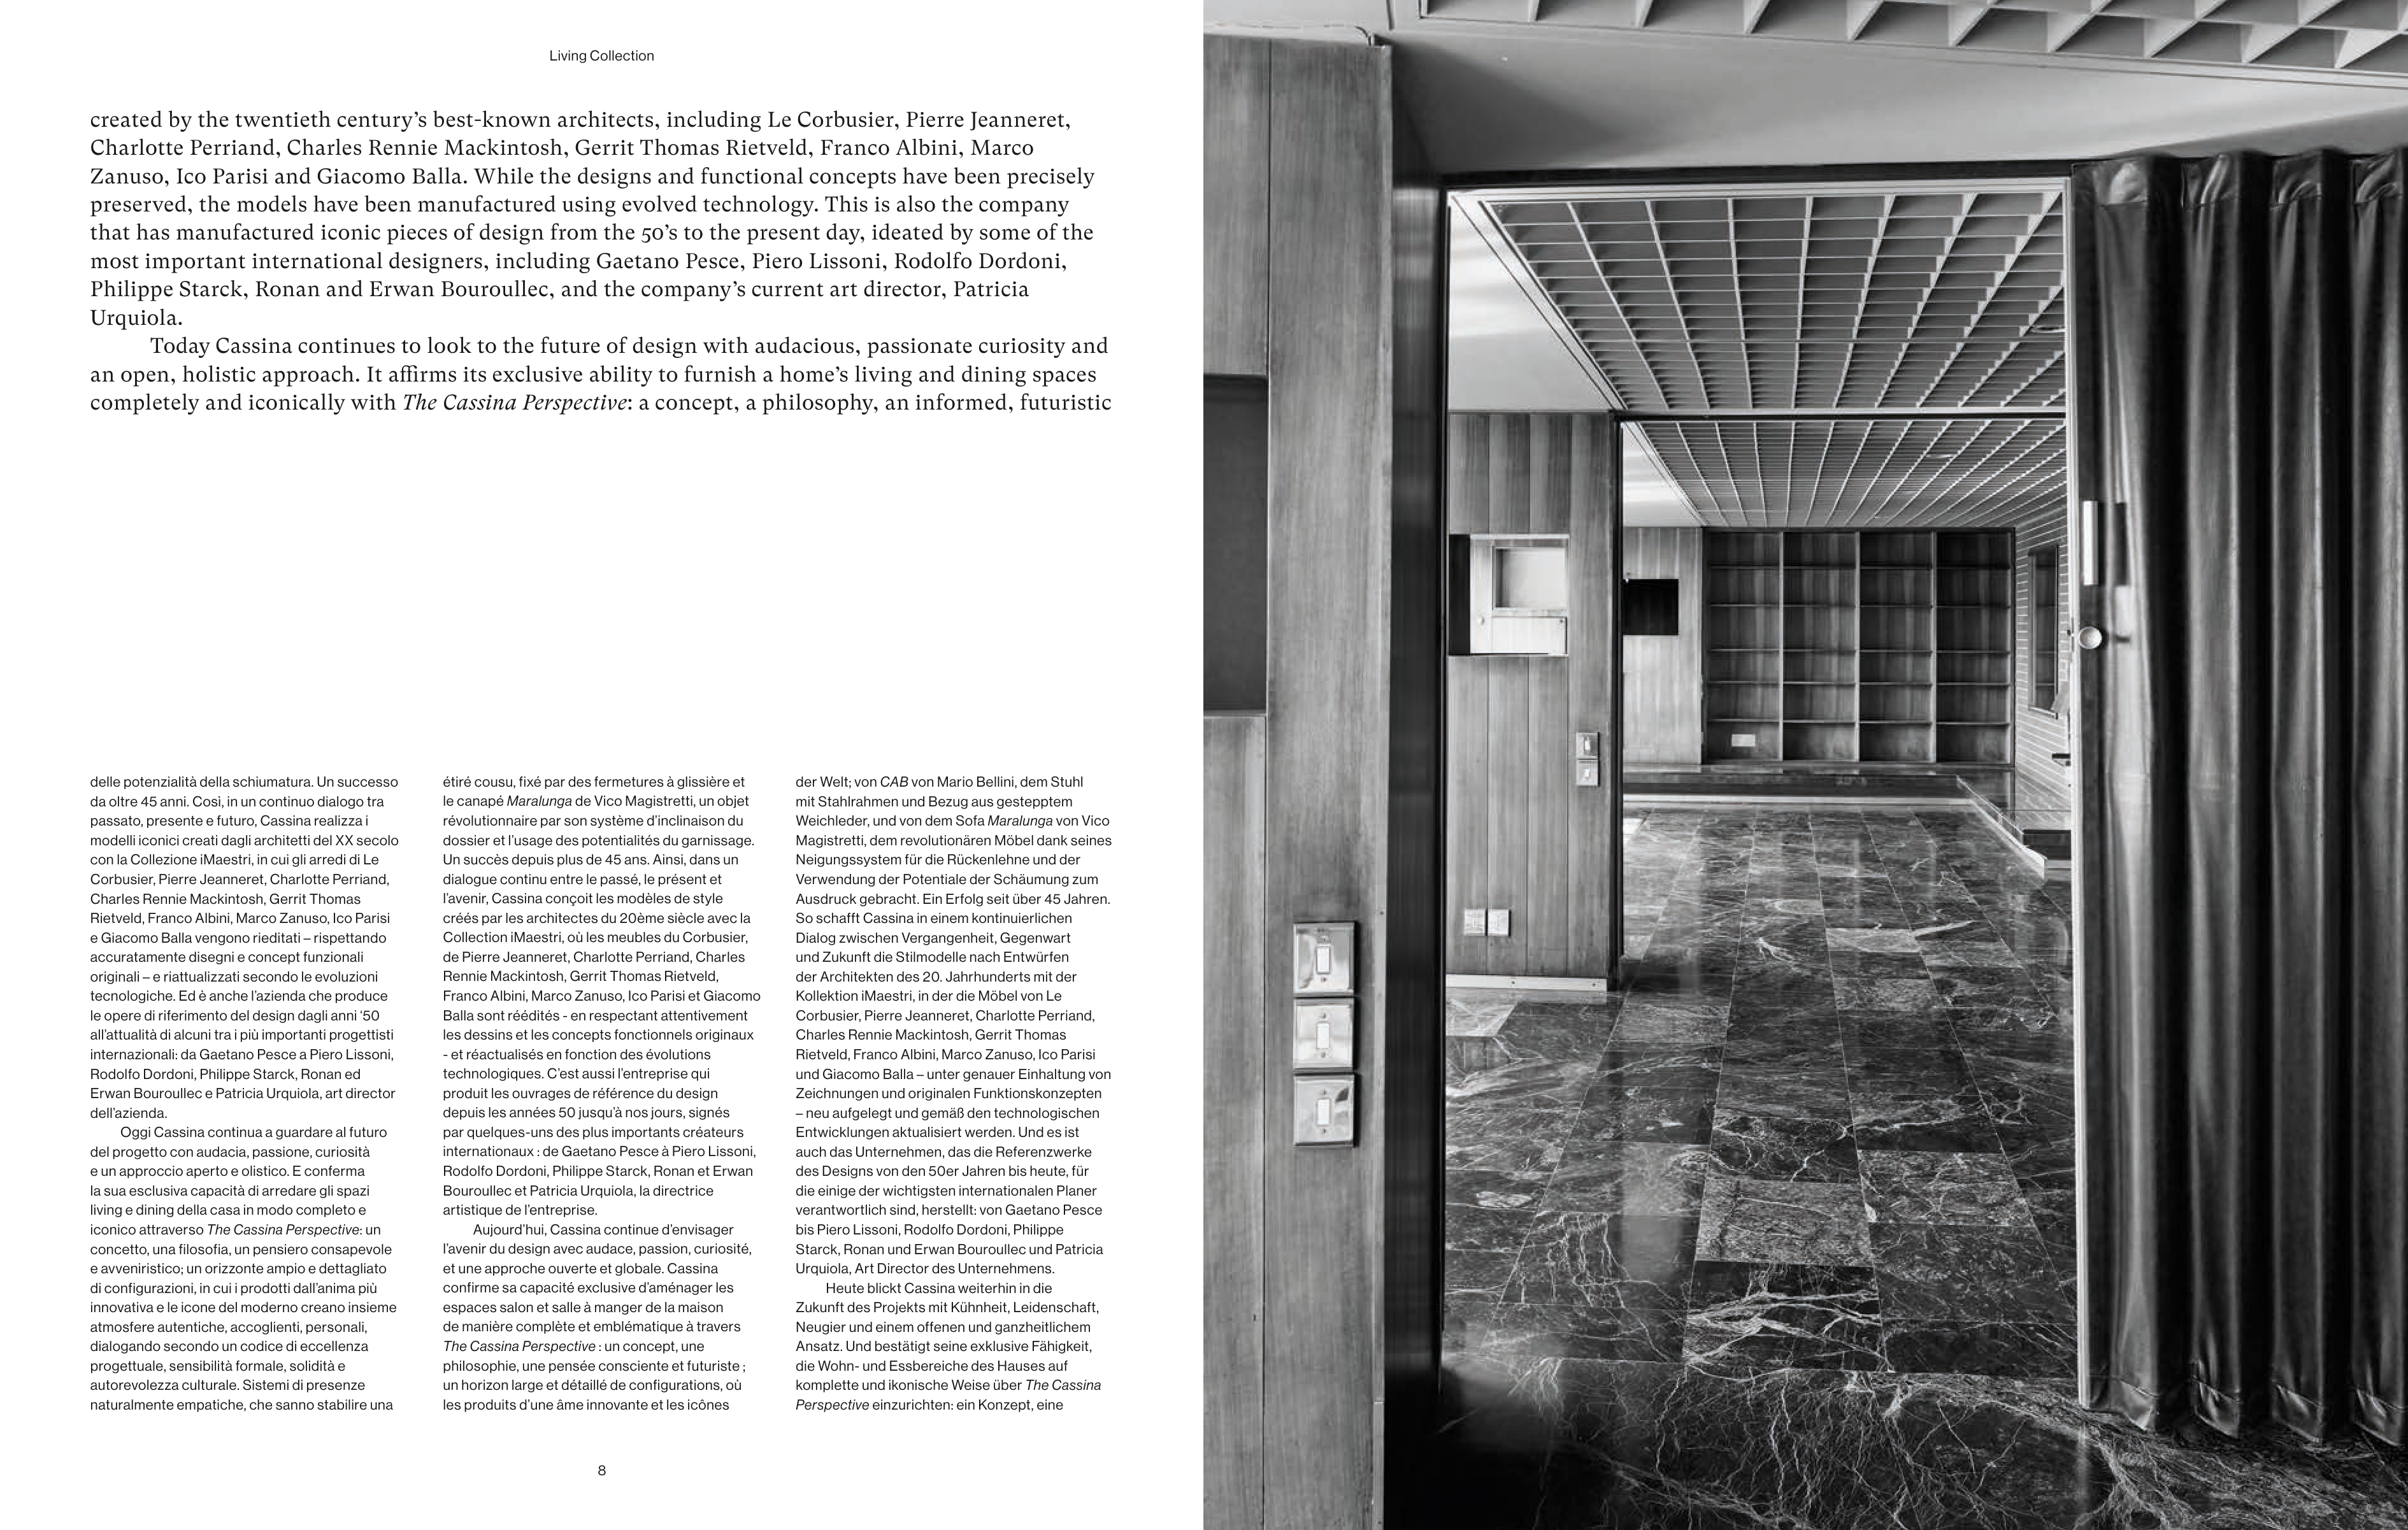 Living Collection
created by the twentieth century’s best-known architects, including Le Corbusier, Pierre Jeanneret,
Charlotte Perriand, Charles Rennie Mackintosh, Gerrit Thomas Rietveld, Franco Albini, Marco
Zanuso, Ico Parisi and Giacomo Balla. While the designs and functional concepts have been precisely
preserved, the models have been manufactured using evolved technology. This is also the company
that has manufactured iconic pieces of design from the 50’s to the present day, ideated by some of the
most important international designers, including Gaetano Pesce, Piero Lissoni, Rodolfo Dordoni,
Philippe Starck, Ronan and Erwan Bouroullec, and the company’s current art director, Patricia
Urquiola.
Today Cassina continues to look to the future of design with audacious, passionate curiosity and
an open, holistic approach. It affirms its exclusive ability to furnish a home’s living and dining spaces
completely and iconically with The Cassina Perspective: a concept, a philosophy, an informed, futuristic
delle potenzialità della schiumatura. Un successo
da oltre 45 anni. Così, in un continuo dialogo tra
passato, presente e futuro, Cassina realizza i
modelli iconici creati dagli architetti del XX secolo
con la Collezione iMaestri, in cui gli arredi di Le
Corbusier, Pierre Jeanneret, Charlotte Perriand,
Charles Rennie Mackintosh, Gerrit Thomas
Rietveld, Franco Albini, Marco Zanuso, Ico Parisi
e Giacomo Balla vengono rieditati – rispettando
accuratamente disegni e concept funzionali
originali – e riattualizzati secondo le evoluzioni
tecnologiche. Ed è anche l’azienda che produce
le opere di riferimento del design dagli anni ‘50
all’attualità di alcuni tra i più importanti progettisti
internazionali: da Gaetano Pesce a Piero Lissoni,
Rodolfo Dordoni, Philippe Starck, Ronan ed
Erwan Bouroullec e Patricia Urquiola, art director
dell’azienda.
Oggi Cassina continua a guardare al futuro
del progetto con audacia, passione, curiosità
e un approccio aperto e olistico. E conferma
la sua esclusiva capacità di arredare gli spazi
living e dining della casa in modo completo e
iconico attraverso The Cassina Perspective: un
concetto, una filosofia, un pensiero consapevole
e avveniristico; un orizzonte ampio e dettagliato
di configurazioni, in cui i prodotti dall’anima più
innovativa e le icone del moderno creano insieme
atmosfere autentiche, accoglienti, personali,
dialogando secondo un codice di eccellenza
progettuale, sensibilità formale, solidità e
autorevolezza culturale. Sistemi di presenze
naturalmente empatiche, che sanno stabilire una
étiré cousu, fixé par des fermetures à glissière et
le canapé Maralunga de Vico Magistretti, un objet
révolutionnaire par son système d’inclinaison du
dossier et l’usage des potentialités du garnissage.
Un succès depuis plus de 45 ans. Ainsi, dans un
dialogue continu entre le passé, le présent et
l’avenir, Cassina conçoit les modèles de style
créés par les architectes du 20ème siècle avec la
Collection iMaestri, où les meubles du Corbusier,
de Pierre Jeanneret, Charlotte Perriand, Charles
Rennie Mackintosh, Gerrit Thomas Rietveld,
Franco Albini, Marco Zanuso, Ico Parisi et Giacomo
Balla sont réédités - en respectant attentivement
les dessins et les concepts fonctionnels originaux
- et réactualisés en fonction des évolutions
technologiques. C’est aussi l’entreprise qui
produit les ouvrages de référence du design
depuis les années 50 jusqu’à nos jours, signés
par quelques-uns des plus importants créateurs
internationaux : de Gaetano Pesce à Piero Lissoni,
Rodolfo Dordoni, Philippe Starck, Ronan et Erwan
Bouroullec et Patricia Urquiola, la directrice
artistique de l’entreprise.
Aujourd’hui, Cassina continue d’envisager
l’avenir du design avec audace, passion, curiosité,
et une approche ouverte et globale. Cassina
confirme sa capacité exclusive d’aménager les
espaces salon et salle à manger de la maison
de manière complète et emblématique à travers
The Cassina Perspective : un concept, une
philosophie, une pensée consciente et futuriste ;
un horizon large et détaillé de configurations, où
les produits d’une âme innovante et les icônes
der Welt; von CAB von Mario Bellini, dem Stuhl
mit Stahlrahmen und Bezug aus gestepptem
Weichleder, und von dem Sofa Maralunga von Vico
Magistretti, dem revolutionären Möbel dank seines
Neigungssystem für die Rückenlehne und der
Verwendung der Potentiale der Schäumung zum
Ausdruck gebracht. Ein Erfolg seit über 45 Jahren.
So schafft Cassina in einem kontinuierlichen
Dialog zwischen Vergangenheit, Gegenwart
und Zukunft die Stilmodelle nach Entwürfen
der Architekten des 20. Jahrhunderts mit der
Kollektion iMaestri, in der die Möbel von Le
Corbusier, Pierre Jeanneret, Charlotte Perriand,
Charles Rennie Mackintosh, Gerrit Thomas
Rietveld, Franco Albini, Marco Zanuso, Ico Parisi
und Giacomo Balla – unter genauer Einhaltung von
Zeichnungen und originalen Funktionskonzepten
– neu aufgelegt und gemäß den technologischen
Entwicklungen aktualisiert werden. Und es ist
auch das Unternehmen, das die Referenzwerke
des Designs von den 50er Jahren bis heute, für
die einige der wichtigsten internationalen Planer
verantwortlich sind, herstellt: von Gaetano Pesce
bis Piero Lissoni, Rodolfo Dordoni, Philippe
Starck, Ronan und Erwan Bouroullec und Patricia
Urquiola, Art Director des Unternehmens.
Heute blickt Cassina weiterhin in die
Zukunft des Projekts mit Kühnheit, Leidenschaft,
Neugier und einem offenen und ganzheitlichem
Ansatz. Und bestätigt seine exklusive Fähigkeit,
die Wohn- und Essbereiche des Hauses auf
komplette und ikonische Weise über The Cassina
Perspective einzurichten: ein Konzept, eine
8